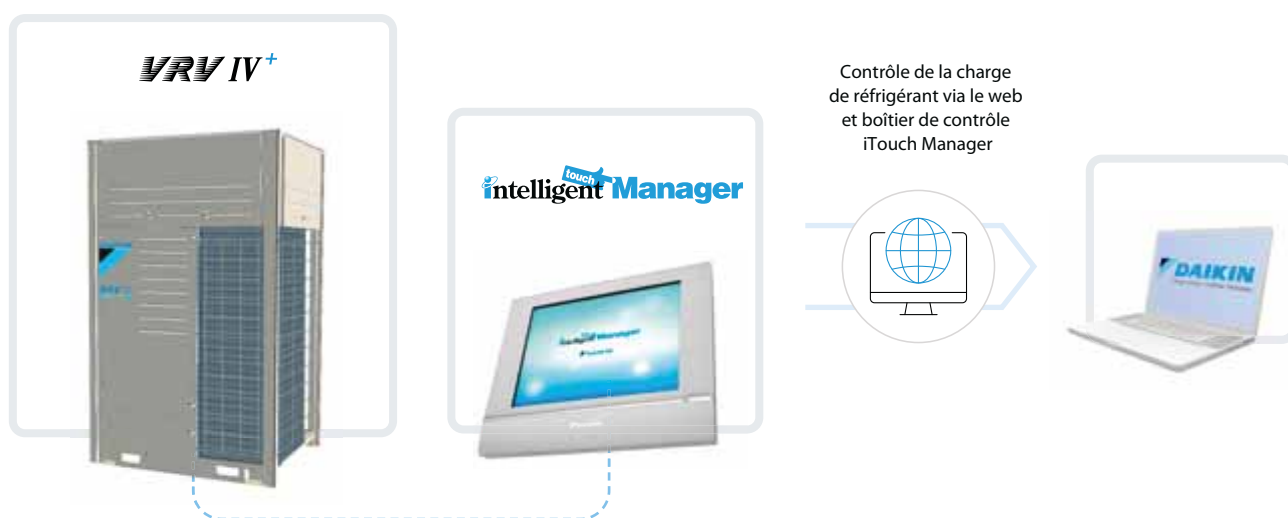 VRV IV+
intelligent touch Manager
Contrôle de la charge
de réfrigérant via le web
et boîtier de contrôle
iTouch Manager
DAIKIN